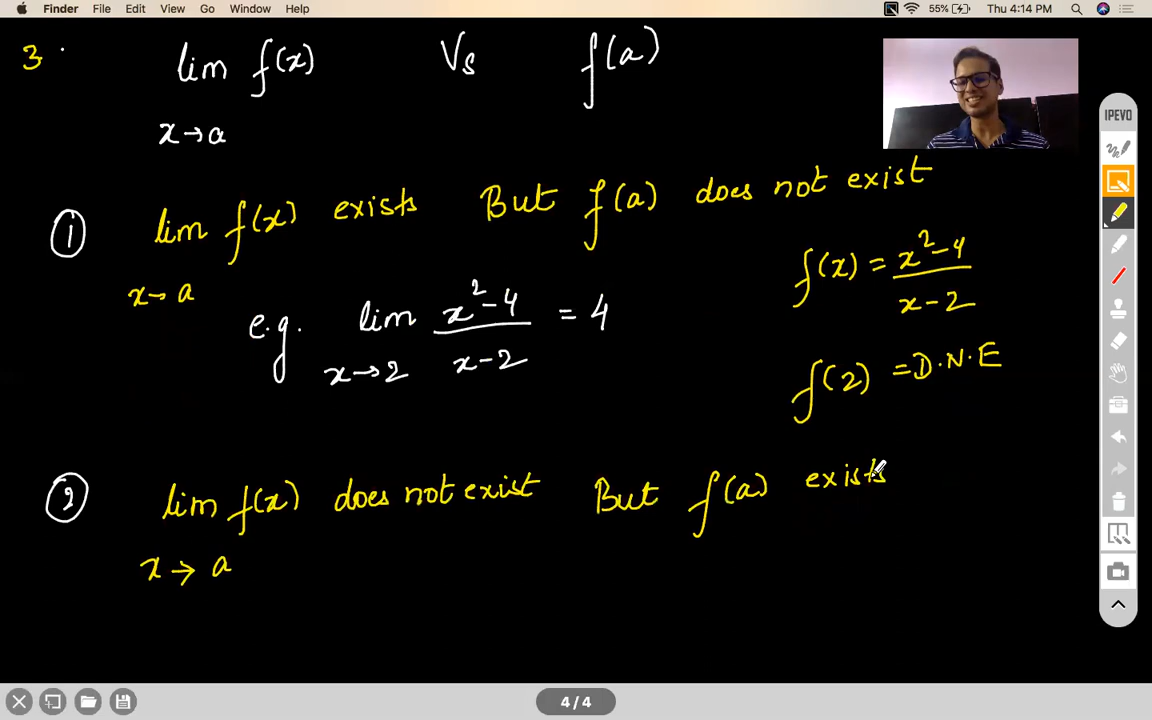 Finder File Edit View Go Window Help 55% Thu 4:14 PM
3. lim f(x) Vs f(a)
x→a
IPEVO
① lim f(x) exists But f(a) does not exist
x→a
f(x) = x²-4 / x-2
e.g. lim x²-4 / x-2 = 4
x→2
f(2) = D.N.E
② lim f(x) does not exist But f(a) exists
x→a
4/4